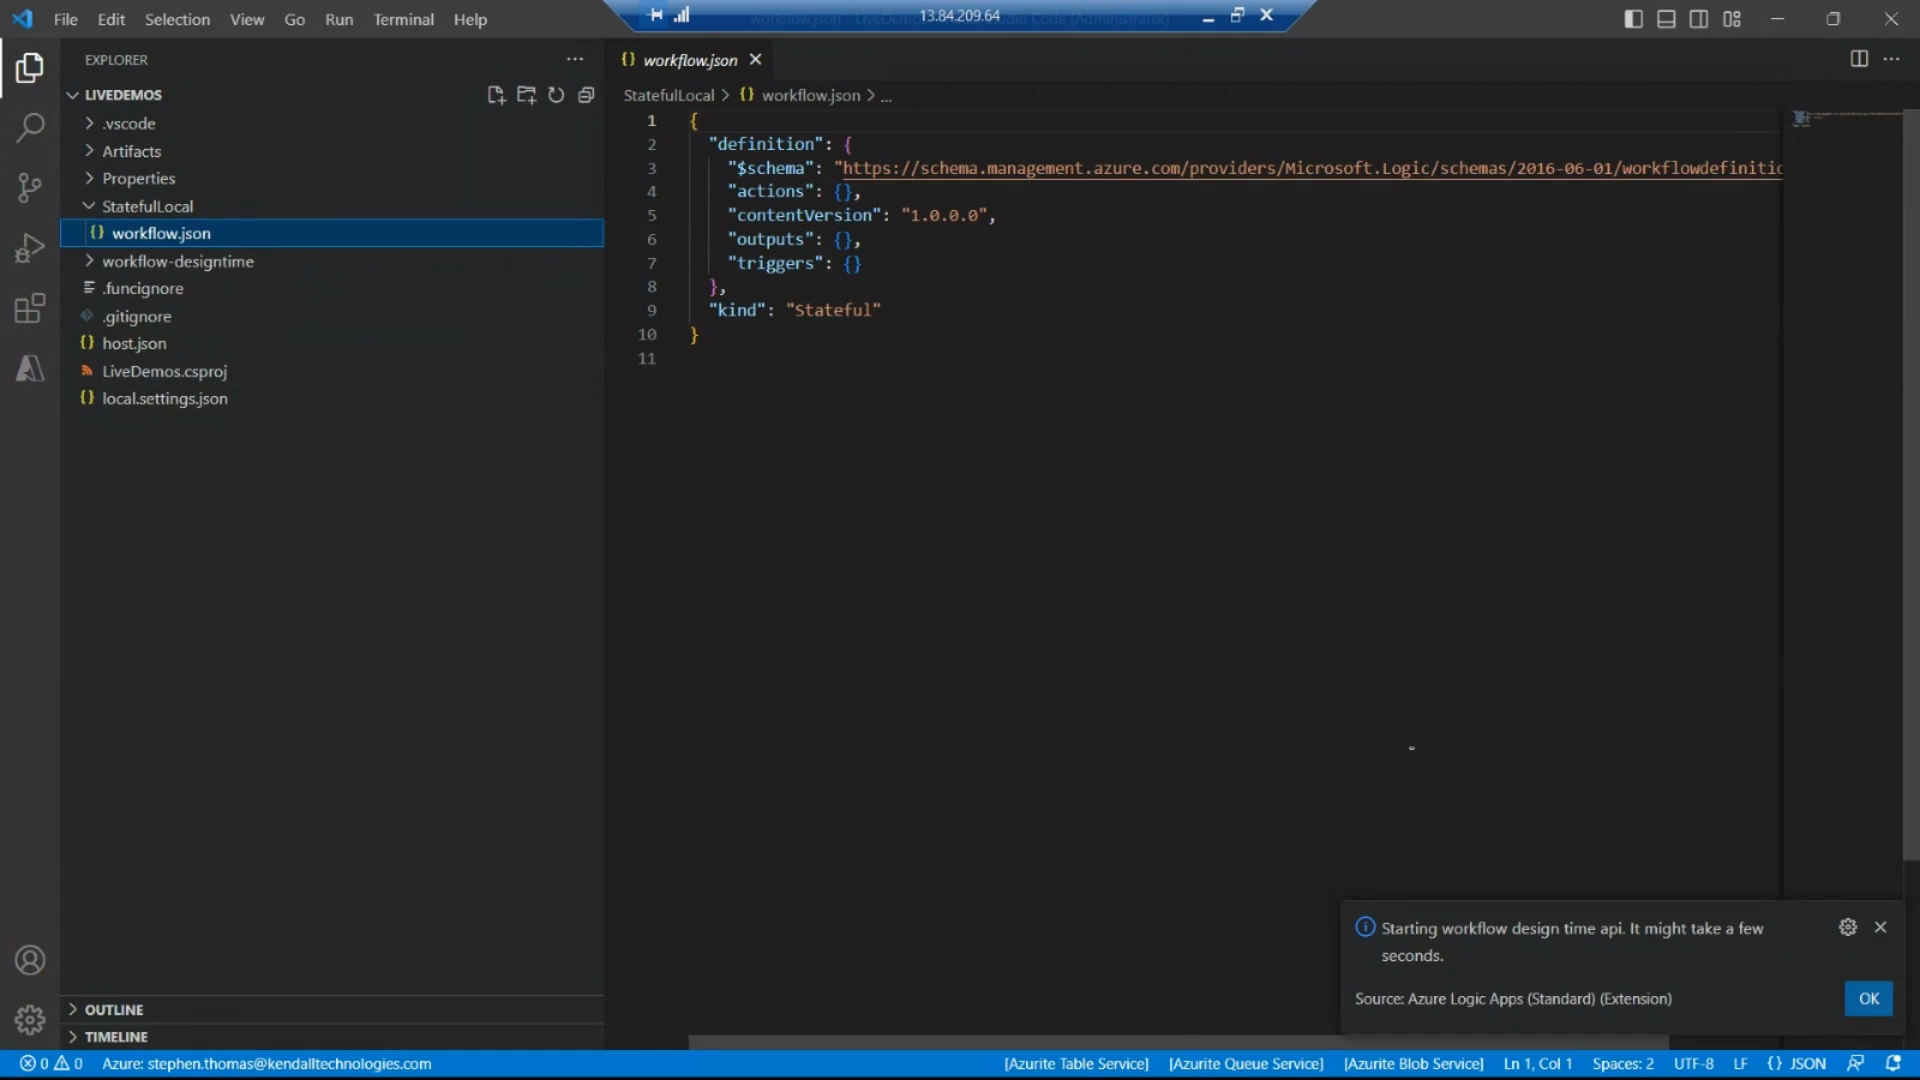 File Edit Selection View Go Run Terminal Help
13.84.209.64
EXPLORER
LIVEDEMOS
.vscode
Artifacts
Properties
StatefulLocal
{} workflow.json
workflow-designtime
.funcignore
.gitignore
{} host.json
LiveDemos.csproj
{} local.settings.json
OUTLINE
TIMELINE
{} workflow.json
StatefulLocal > {} workflow.json > ...
1 {
2 "definition": {
3 "$schema": "https://schema.management.azure.com/providers/Microsoft.Logic/schemas/2016-06-01/workflowdefinitic
4 "actions": {},
5 "contentVersion": "1.0.0.0",
6 "outputs": {},
7 "triggers": {}
8 },
9 "kind": "Stateful"
10 }
11
Starting workflow design time api. It might take a few
seconds.
Source: Azure Logic Apps (Standard) (Extension)
OK
0 0 Azure: stephen.thomas@kendalltechnologies.com [Azurite Table Service] [Azurite Queue Service] [Azurite Blob Service] Ln 1, Col 1 Spaces: 2 UTF-8 LF {} JSON